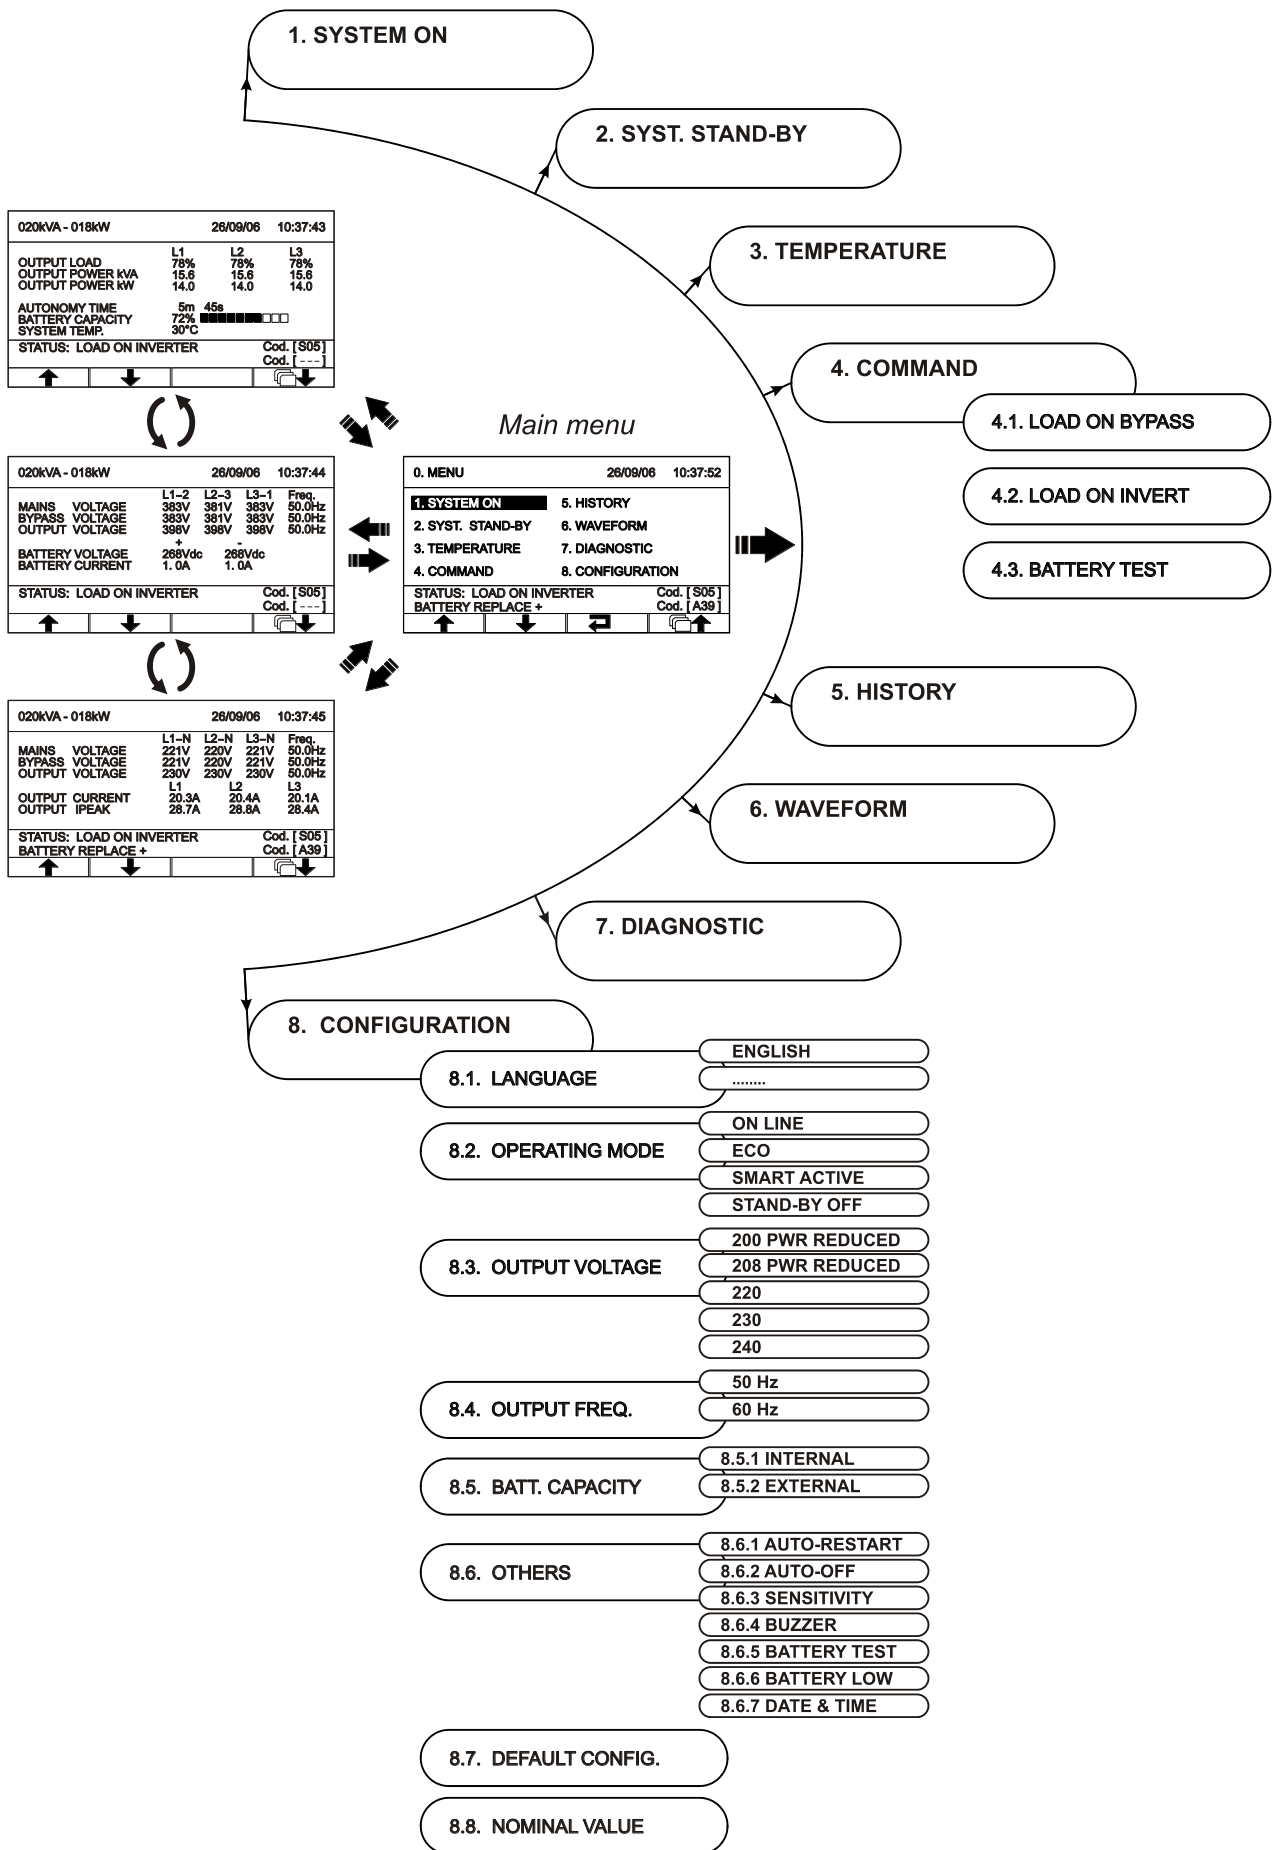 1. SYSTEM ON
2. SYST. STAND-BY
3. TEMPERATURE
4. COMMAND
4.1. LOAD ON BYPASS
4.2. LOAD ON INVERT
4.3. BATTERY TEST
5. HISTORY
6. WAVEFORM
7. DIAGNOSTIC
020kVA - 018kW 26/09/06 10:37:43
L1 L2 L3
OUTPUT LOAD 78% 78% 78%
OUTPUT POWER kVA 15.6 15.6 15.6
OUTPUT POWER kW 14.0 14.0 14.0
AUTONOMY TIME 5m 45s
BATTERY CAPACITY 72%
SYSTEM TEMP. 30°C
STATUS: LOAD ON INVERTER Cod. [S05]
Cod. [---]
020kVA - 018kW 26/09/06 10:37:44
L1-2 L2-3 L3-1 Freq.
MAINS VOLTAGE 383V 381V 383V 50.0Hz
BYPASS VOLTAGE 383V 381V 383V 50.0Hz
OUTPUT VOLTAGE 398V 398V 398V 50.0Hz
+ -
BATTERY VOLTAGE 268Vdc 268Vdc
BATTERY CURRENT 1. 0A 1. 0A
STATUS: LOAD ON INVERTER Cod. [S05]
Cod. [---]
020kVA - 018kW 26/09/06 10:37:45
L1-N L2-N L3-N Freq.
MAINS VOLTAGE 221V 220V 221V 50.0Hz
BYPASS VOLTAGE 221V 220V 221V 50.0Hz
OUTPUT VOLTAGE 230V 230V 230V 50.0Hz
L1 L2 L3
OUTPUT CURRENT 20.3A 20.4A 20.1A
OUTPUT IPEAK 28.7A 28.8A 28.4A
STATUS: LOAD ON INVERTER Cod. [S05]
BATTERY REPLACE + Cod. [A39]
Main menu
0. MENU 26/09/06 10:37:52
1. SYSTEM ON 5. HISTORY
2. SYST. STAND-BY 6. WAVEFORM
3. TEMPERATURE 7. DIAGNOSTIC
4. COMMAND 8. CONFIGURATION
STATUS: LOAD ON INVERTER Cod. [S05]
BATTERY REPLACE + Cod. [A39]
8. CONFIGURATION
8.1. LANGUAGE
ENGLISH
........
8.2. OPERATING MODE
ON LINE
ECO
SMART ACTIVE
STAND-BY OFF
8.3. OUTPUT VOLTAGE
200 PWR REDUCED
208 PWR REDUCED
220
230
240
8.4. OUTPUT FREQ.
50 Hz
60 Hz
8.5. BATT. CAPACITY
8.5.1 INTERNAL
8.5.2 EXTERNAL
8.6. OTHERS
8.6.1 AUTO-RESTART
8.6.2 AUTO-OFF
8.6.3 SENSITIVITY
8.6.4 BUZZER
8.6.5 BATTERY TEST
8.6.6 BATTERY LOW
8.6.7 DATE & TIME
8.7. DEFAULT CONFIG.
8.8. NOMINAL VALUE